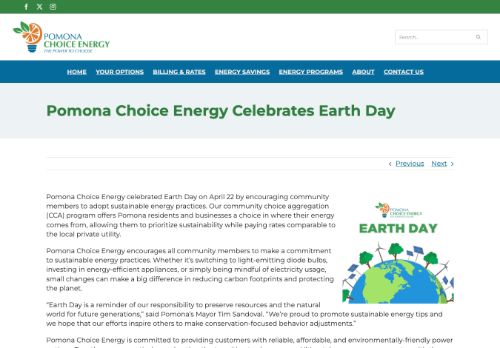 POMONA
CHOICE ENERGY
THE POWER TO CHOOSE
Search...
HOME YOUR OPTIONS BILLING & RATES ENERGY SAVINGS ENERGY PROGRAMS ABOUT CONTACT US
Pomona Choice Energy Celebrates Earth Day
Previous Next
Pomona Choice Energy celebrated Earth Day on April 22 by encouraging community
members to adopt sustainable energy practices. Our community choice aggregation
(CCA) program offers Pomona residents and businesses a choice in where their energy
comes from, allowing them to prioritize sustainability while paying rates comparable to
the local private utility.
POMONA
CHOICE ENERGY
EARTH DAY
Pomona Choice Energy encourages all community members to make a commitment
to sustainable energy practices. Whether it's switching to light-emitting diode bulbs,
investing in energy-efficient appliances, or simply being mindful of electricity usage,
small changes can make a big difference in reducing carbon footprints and protecting
the planet.
"Earth Day is a reminder of our responsibility to preserve resources and the natural
world for future generations," said Pomona's Mayor Tim Sandoval. "We're proud to promote sustainable energy tips and
we hope that our efforts inspire others to make conservation-focused behavior adjustments."
Pomona Choice Energy is committed to providing customers with reliable, affordable, and environmentally-friendly power